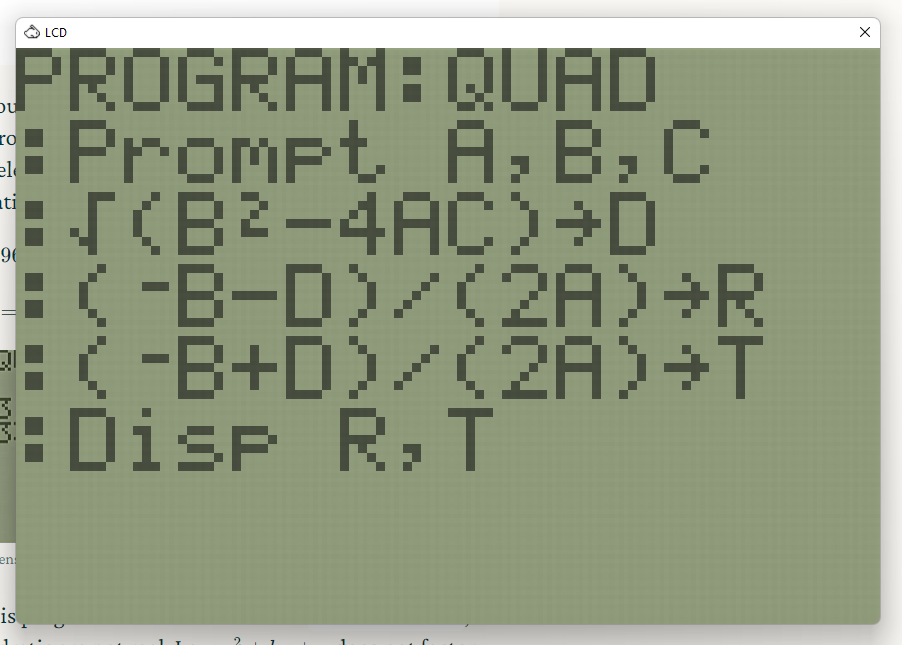 LCD
PROGRAM:QUAD
:Prompt A,B,C
:√(B²-4AC)→D
:(⁻B-D)/(2A)→R
:(⁻B+D)/(2A)→T
:Disp R,T